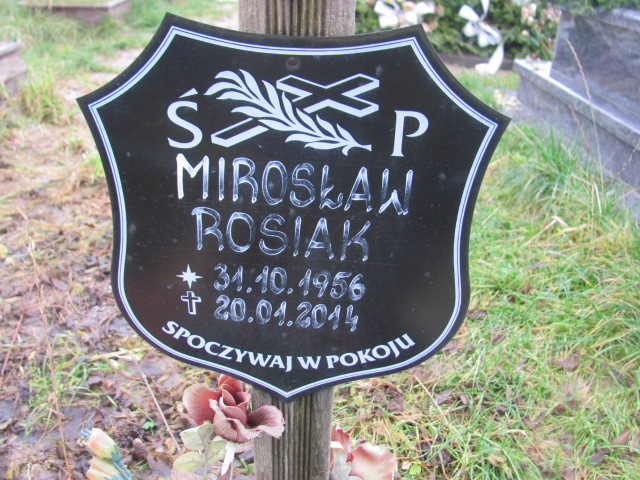 Ś P
MIROSŁAW
ROSIAK
31.10.1956
20.01.2014
SPOCZYWAJ W POKOJU